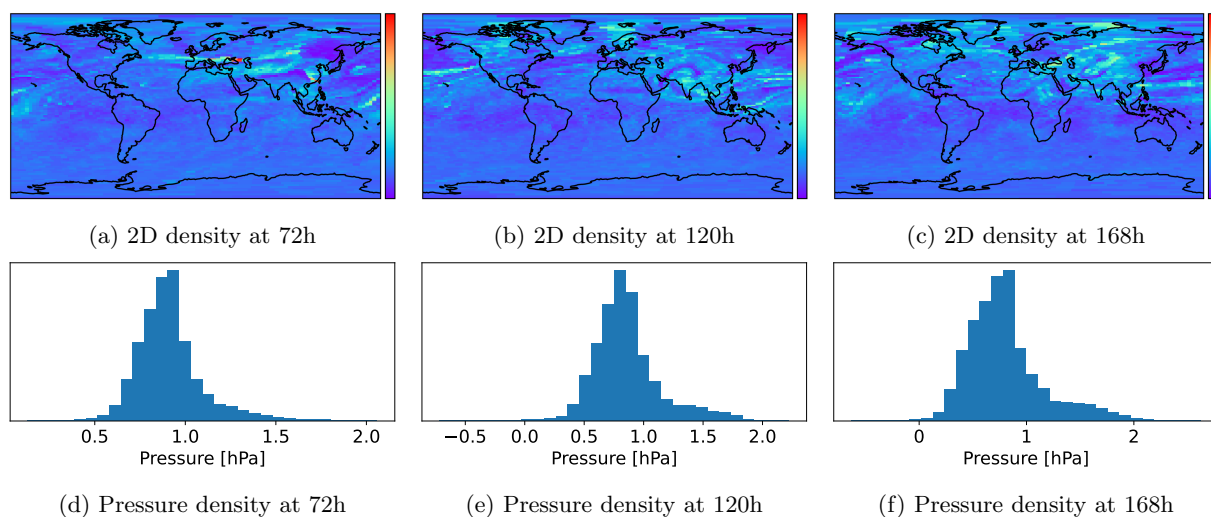 (a) 2D density at 72h
(b) 2D density at 120h
(c) 2D density at 168h
0.5 1.0 1.5 2.0
Pressure [hPa]
−0.5 0.0 0.5 1.0 1.5 2.0
Pressure [hPa]
0 1 2
Pressure [hPa]
(d) Pressure density at 72h
(e) Pressure density at 120h
(f) Pressure density at 168h